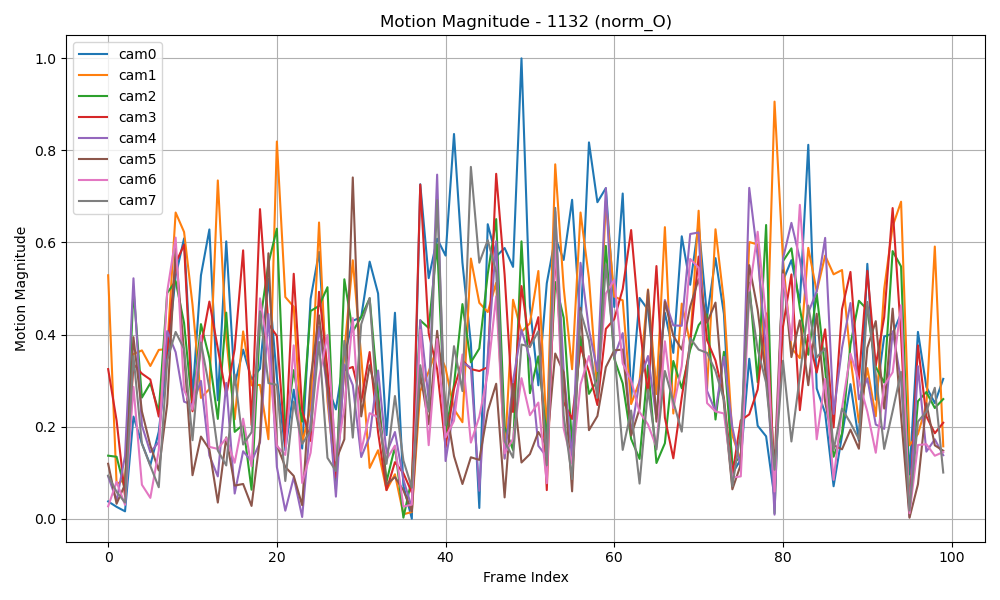 Motion Magnitude - 1132 (norm_O)
cam0
cam1
cam2
cam3
cam4
cam5
cam6
cam7
Motion Magnitude
1.0
0.8
0.6
0.4
0.2
0.0
0 20 40 60 80 100
Frame Index